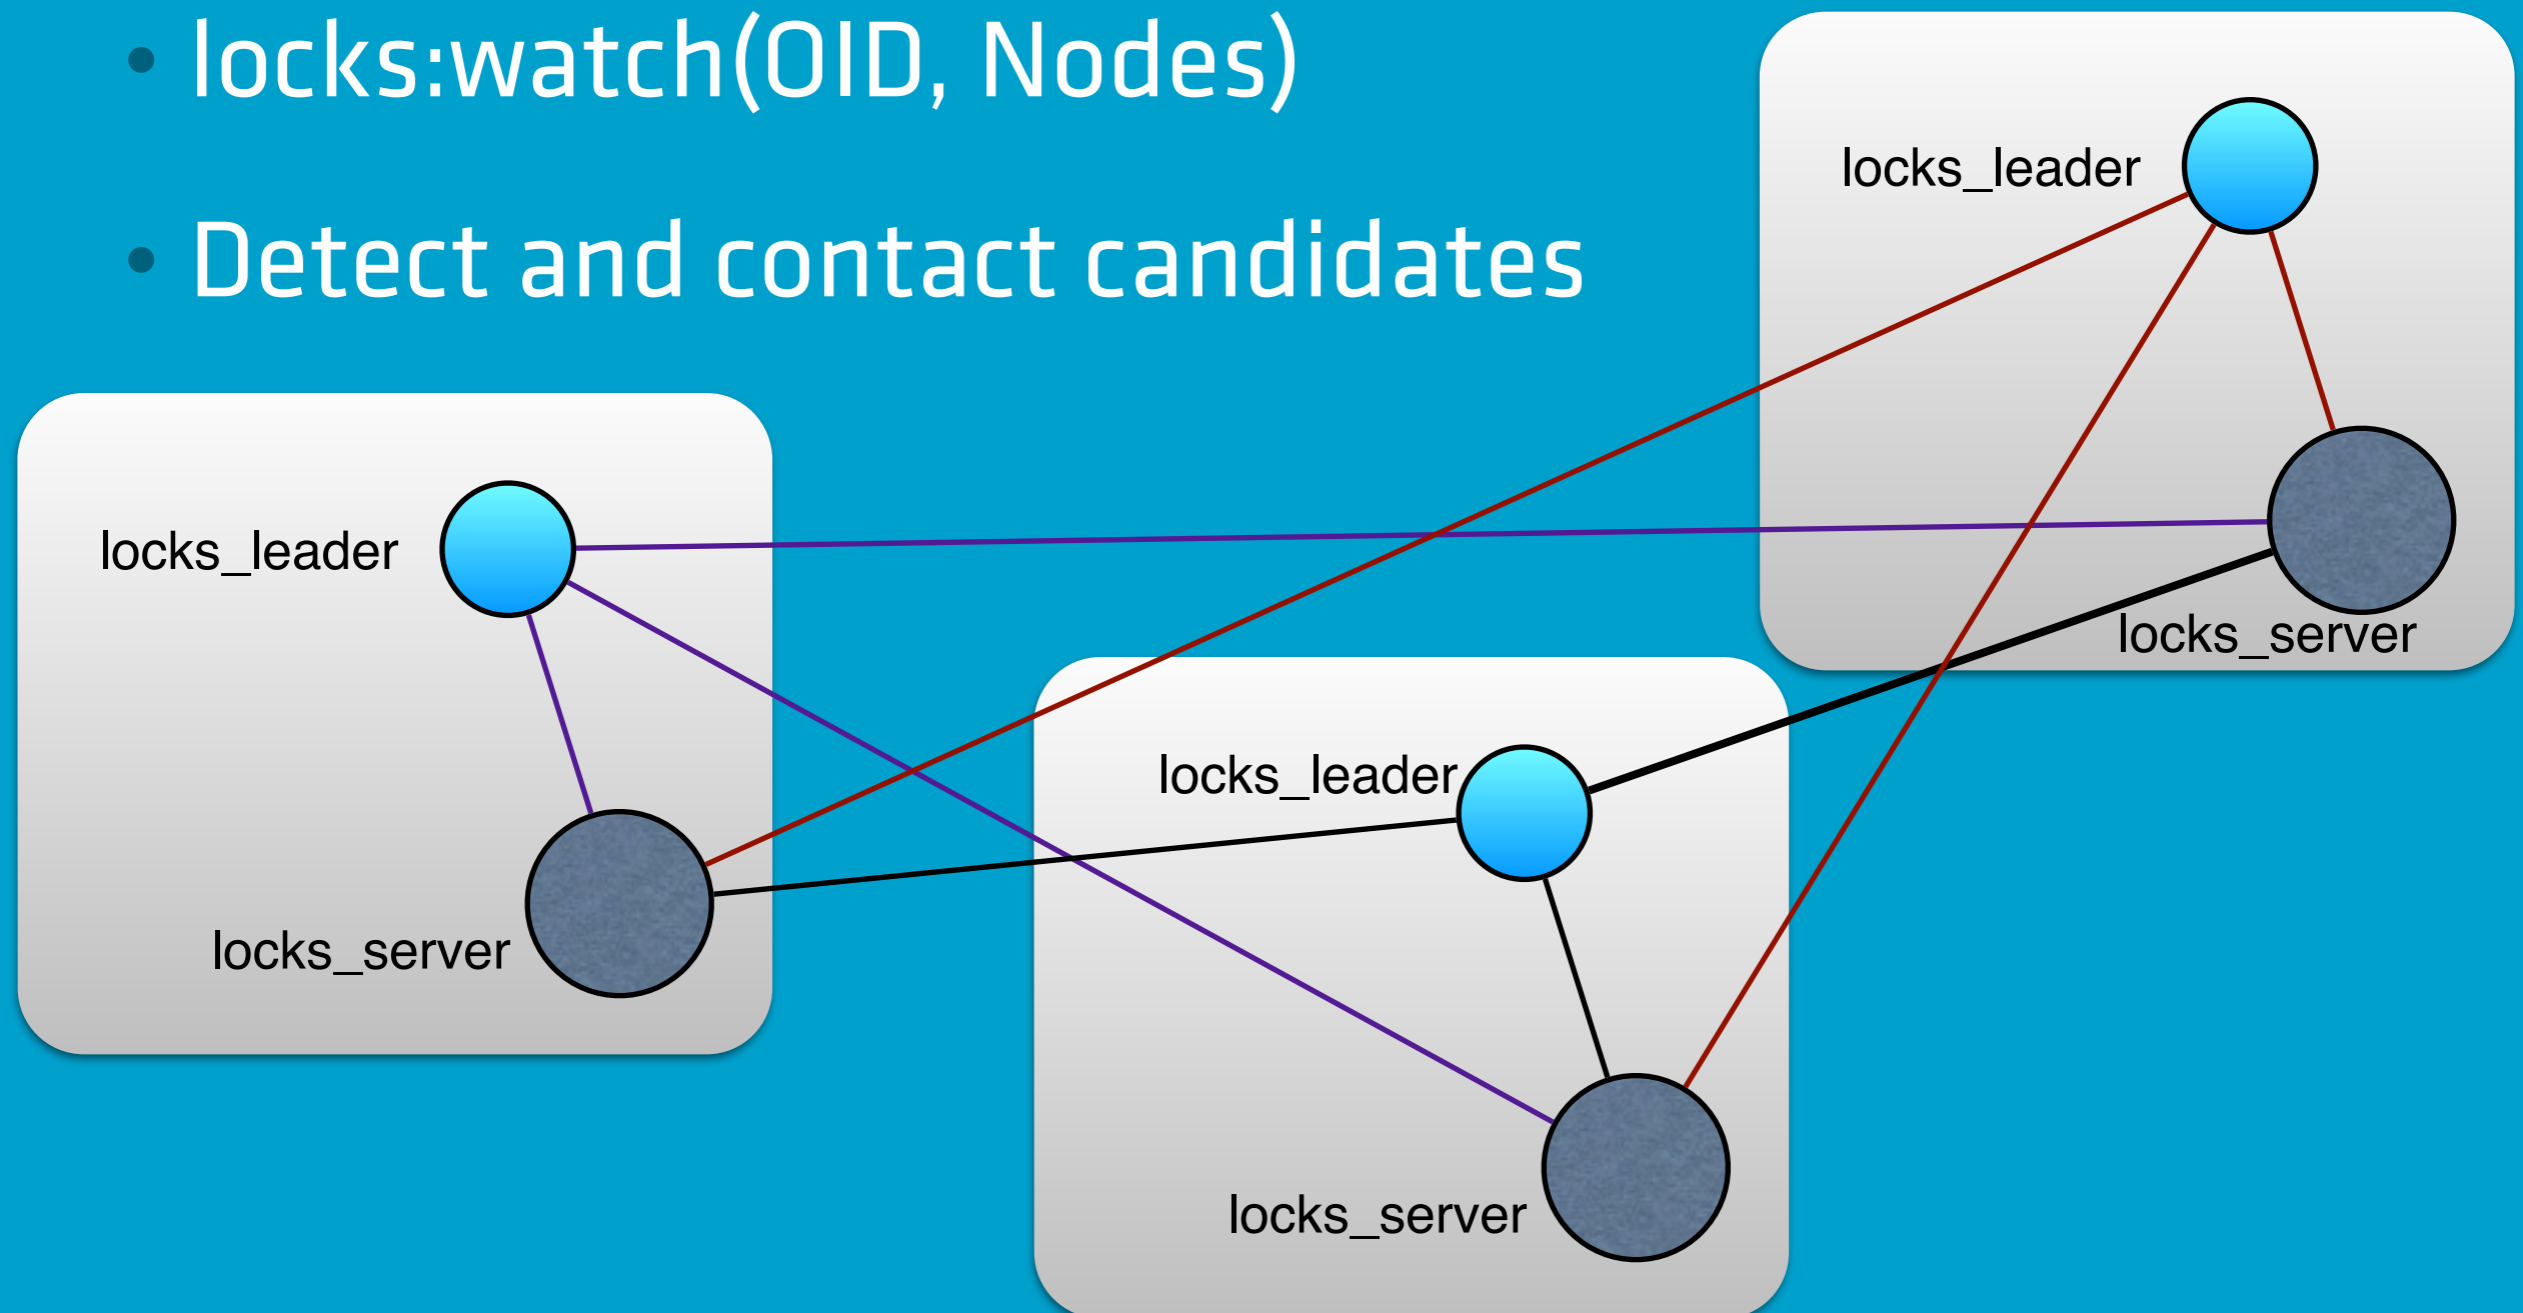 • locks:watch(OID, Nodes)
• Detect and contact candidates
locks_leader
locks_server
locks_leader
locks_server
locks_leader
locks_server